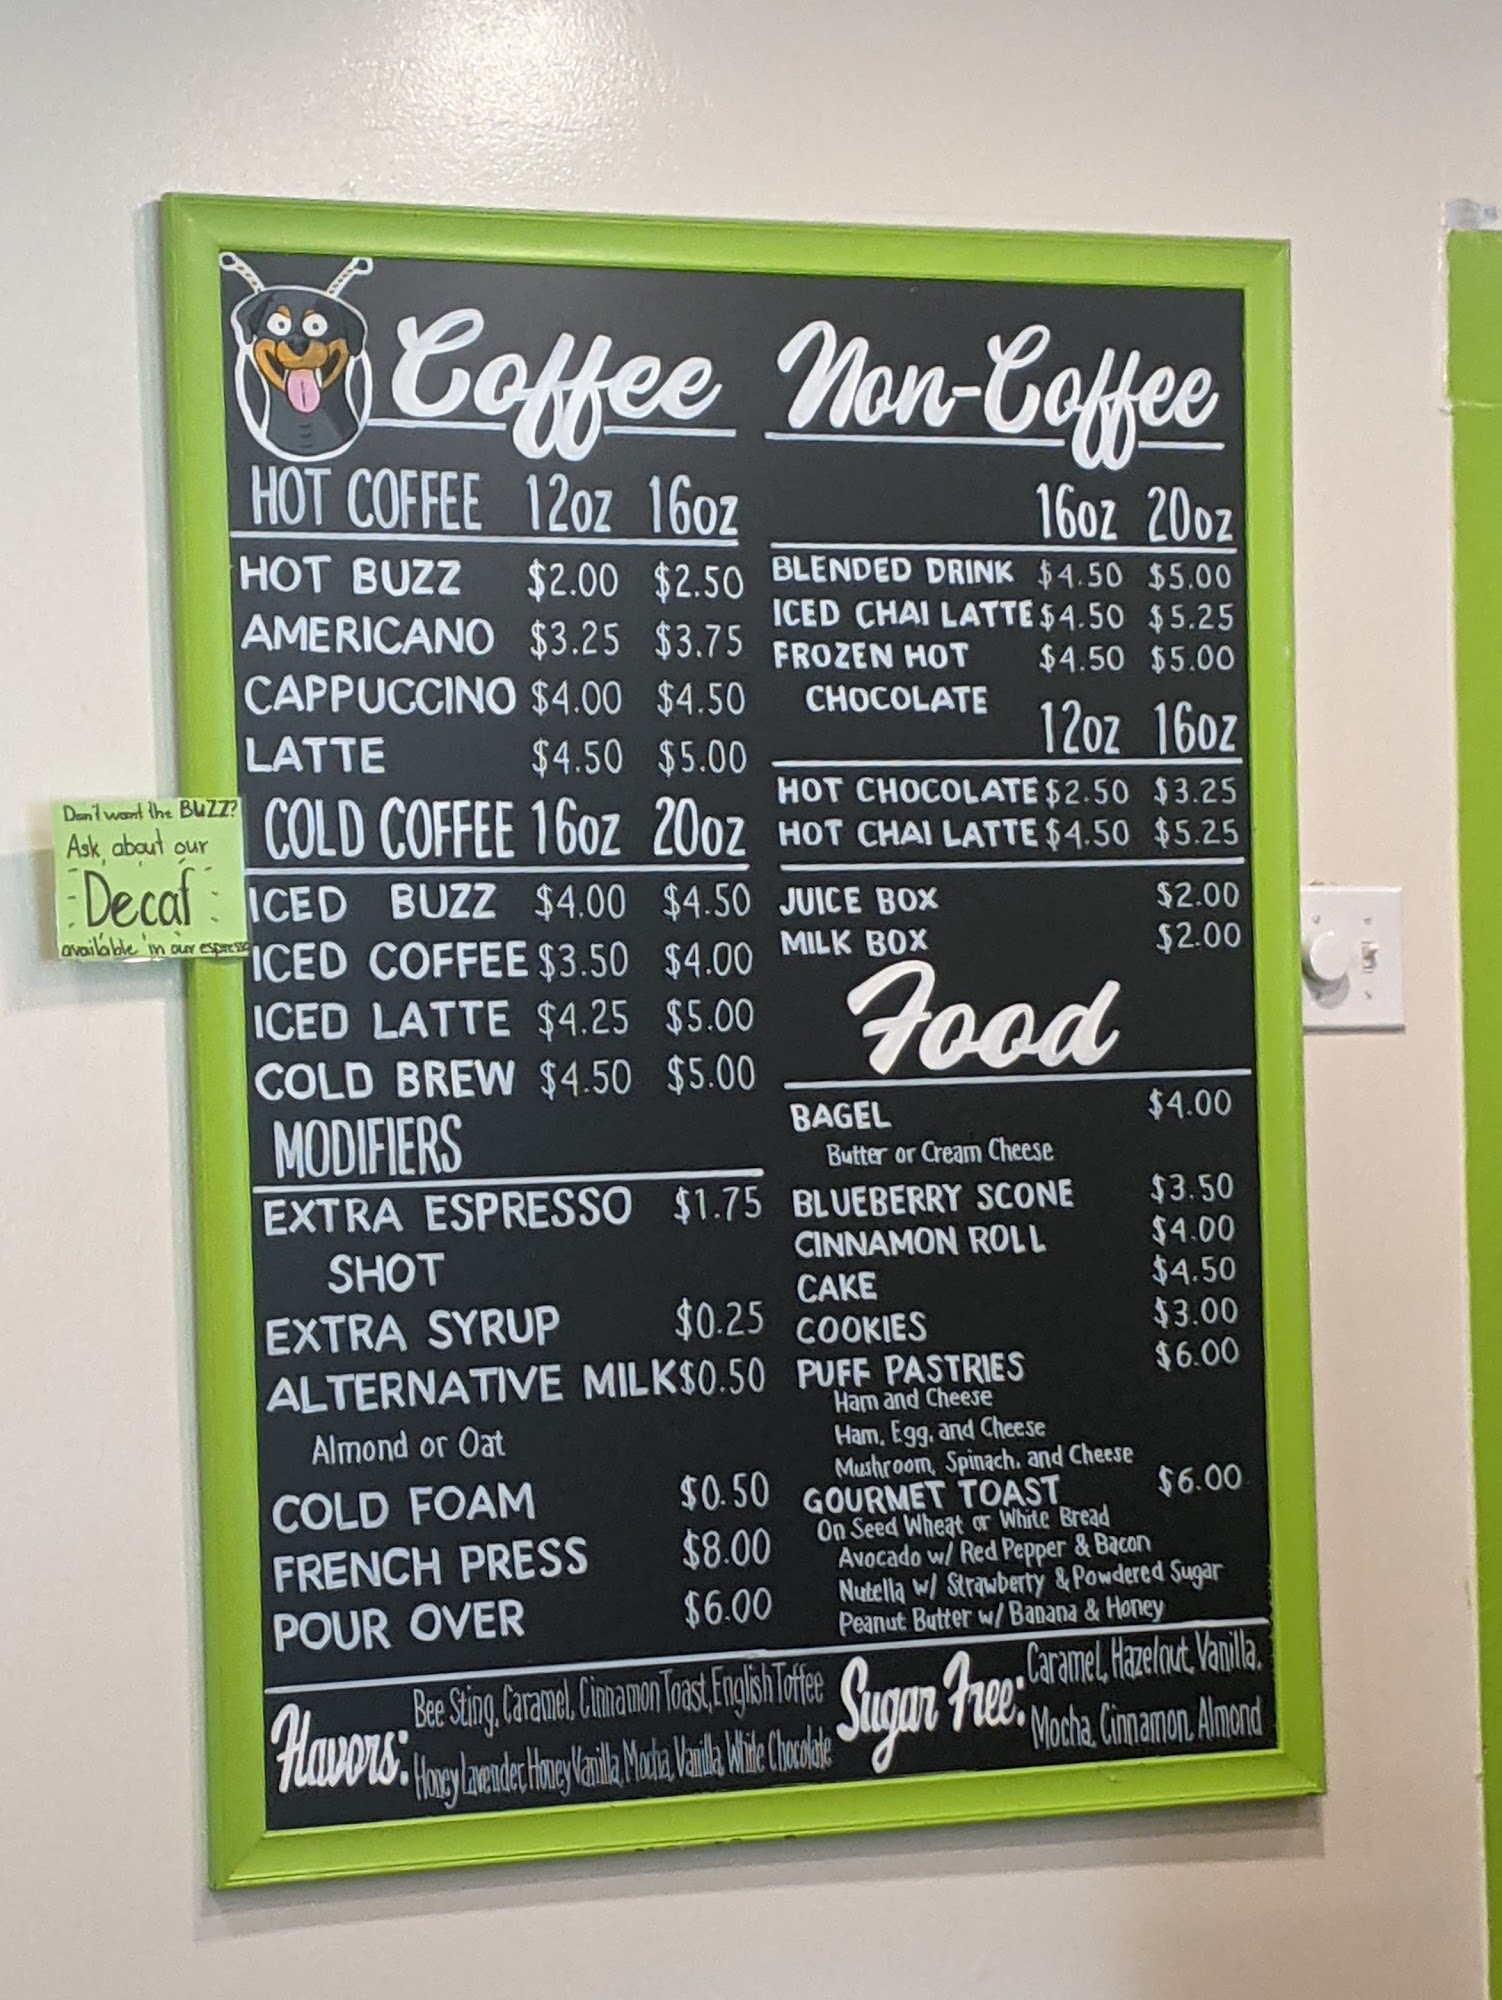 Don't want the BUZZ?
Ask about our
Decaf
available in our espresso
Coffee
HOT COFFEE 12oz 16oz
HOT BUZZ $2.00 $2.50
AMERICANO $3.25 $3.75
CAPPUCCINO $4.00 $4.50
LATTE $4.50 $5.00
COLD COFFEE 16oz 20oz
ICED BUZZ $4.00 $4.50
ICED COFFEE $3.50 $4.00
ICED LATTE $4.25 $5.00
COLD BREW $4.50 $5.00
MODIFIERS
EXTRA ESPRESSO $1.75
SHOT
EXTRA SYRUP $0.25
ALTERNATIVE MILK $0.50
Almond or Oat
COLD FOAM $0.50
FRENCH PRESS $8.00
POUR OVER $6.00
Non-Coffee
16oz 20oz
BLENDED DRINK $4.50 $5.00
ICED CHAI LATTE $4.50 $5.25
FROZEN HOT $4.50 $5.00
CHOCOLATE
12oz 16oz
HOT CHOCOLATE $2.50 $3.25
HOT CHAI LATTE $4.50 $5.25
JUICE BOX $2.00
MILK BOX $2.00
Food
BAGEL $4.00
Butter or Cream Cheese
BLUEBERRY SCONE $3.50
CINNAMON ROLL $4.00
CAKE $4.50
COOKIES $3.00
PUFF PASTRIES $6.00
Ham and Cheese
Ham, Egg, and Cheese
Mushroom, Spinach, and Cheese
GOURMET TOAST $6.00
On Seed Wheat or White Bread
Avocado w/ Red Pepper & Bacon
Nutella w/ Strawberry & Powdered Sugar
Peanut Butter w/ Banana & Honey
Flavors: Bee Sting, Caramel, Cinnamon Toast, English Toffee
Honey Lavender, Honey Vanilla, Mocha, Vanilla, White Chocolate
Sugar Free: Caramel, Hazelnut, Vanilla,
Mocha, Cinnamon, Almond